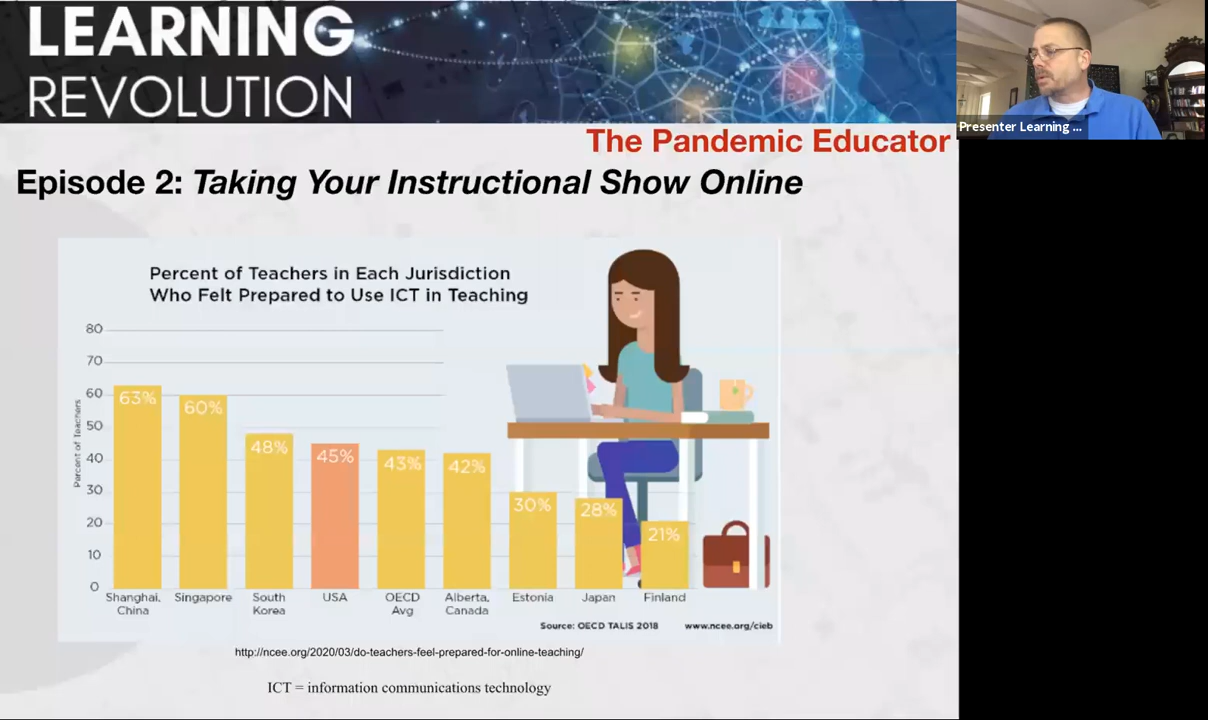 LEARNING
REVOLUTION
Presenter Learning ...
The Pandemic Educator
Episode 2: Taking Your Instructional Show Online
Percent of Teachers in Each Jurisdiction
Who Felt Prepared to Use ICT in Teaching
Percent of Teachers
80
70
60
50
40
30
20
10
0
63%
60%
48%
45%
43%
42%
30%
28%
21%
Shanghai, China
Singapore
South Korea
USA
OECD Avg
Alberta, Canada
Estonia
Japan
Finland
Source: OECD TALIS 2018 www.ncee.org/cieb
http://ncee.org/2020/03/do-teachers-feel-prepared-for-online-teaching/
ICT = information communications technology